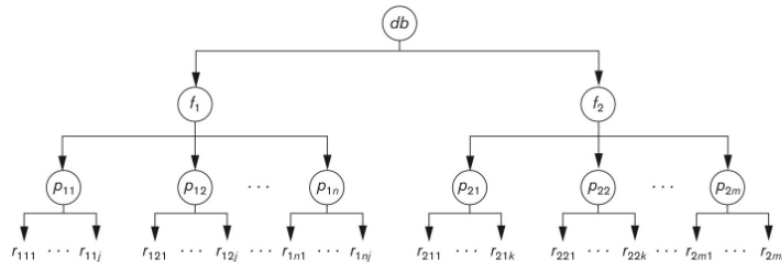 db
f1 f2
p11 p12 ... p1n p21 p22 ... p2m
r111 ... r11j r121 ... r12j ... r1n1 ... r1nj r211 ... r21k r221 ... r22k ... r2m1 ... r2m